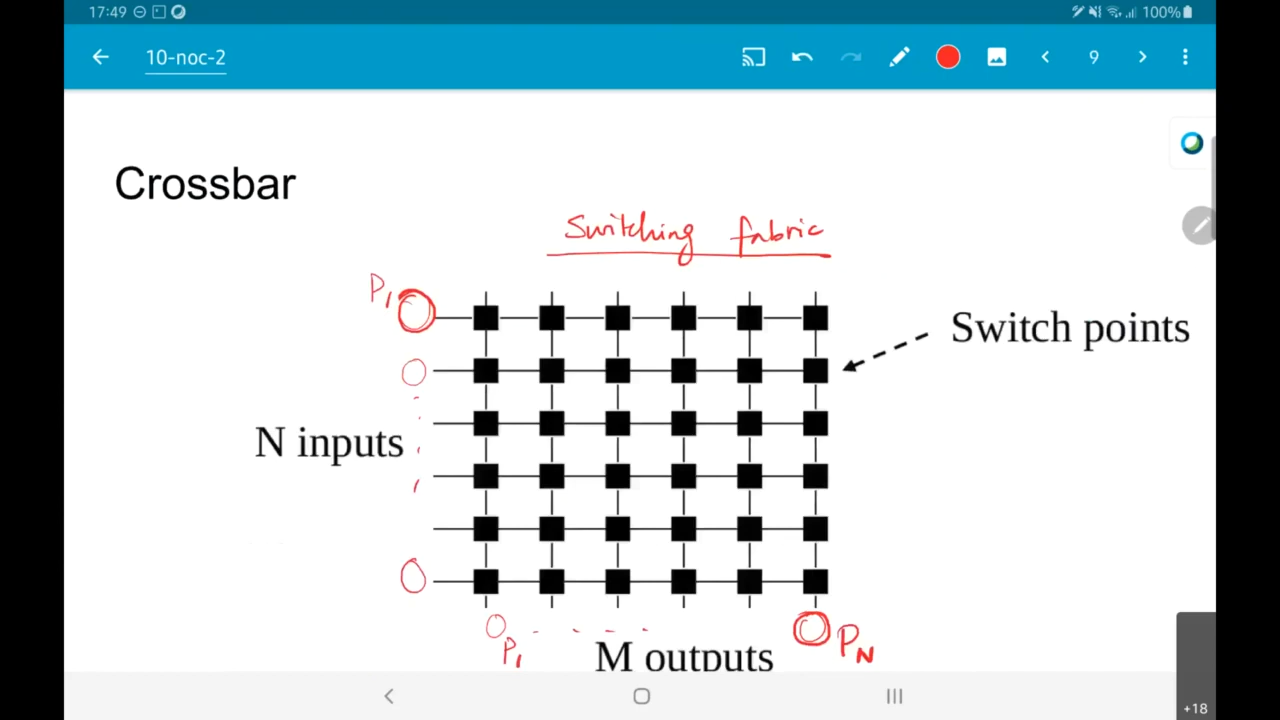 17:49
100%
10-noc-2
9
Crossbar
Switching fabric
P1
Switch points
N inputs
P1
M outputs
PN
+18